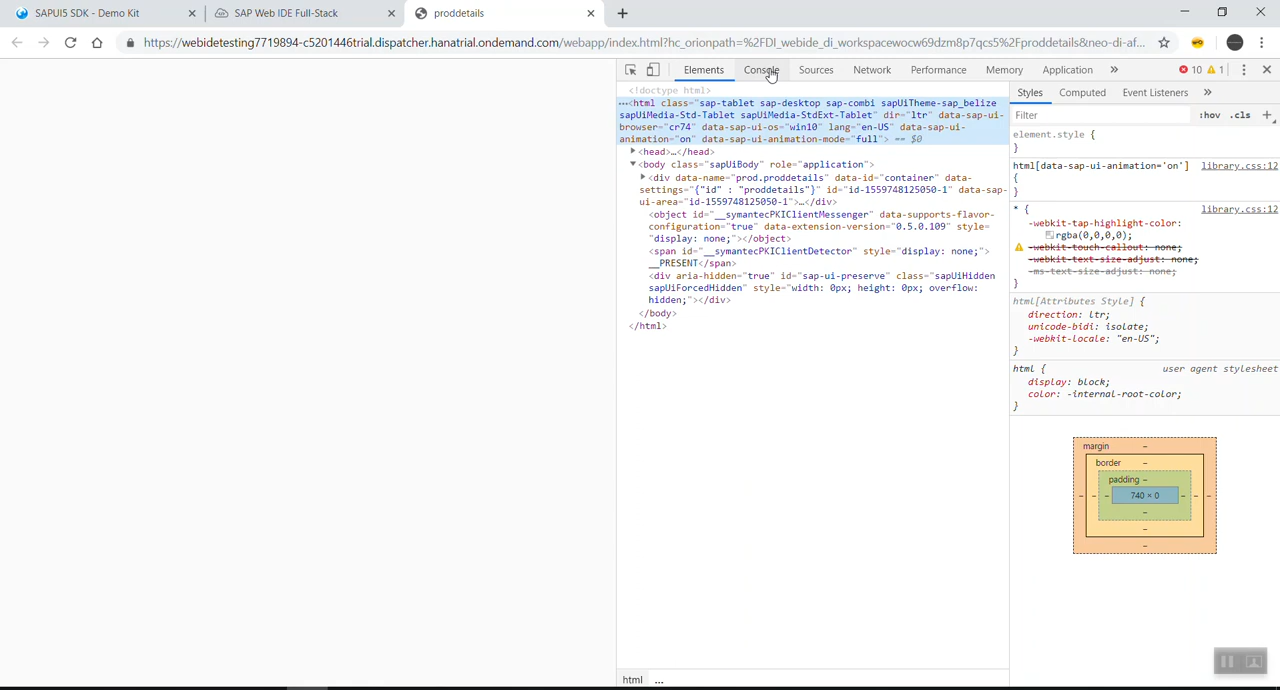 SAPUI5 SDK - Demo Kit
SAP Web IDE Full-Stack
proddetails
https://webidetesting7719894-c5201446trial.dispatcher.hanatrial.ondemand.com/webapp/index.html?hc_orionpath=%2FDI_webide_di_workspacewocw69dzm8p7qcs5%2Fproddetails&neo-di-af...
Elements Console Sources Network Performance Memory Application » 10 1
<!doctype html>
…<html class="sap-tablet sap-desktop sap-combi sapUiTheme-sap_belize
sapUiMedia-Std-Tablet sapUiMedia-StdExt-Tablet" dir="ltr" data-sap-ui-
browser="cr74" data-sap-ui-os="win10" lang="en-US" data-sap-ui-
animation="on" data-sap-ui-animation-mode="full"> == $0
<head>…</head>
<body class="sapUiBody" role="application">
<div data-name="prod.proddetails" data-id="container" data-
settings="{"id" : "proddetails"}" id="id-1559748125050-1" data-sap-
ui-area="id-1559748125050-1">…</div>
<object id="__symantecPKIClientMessenger" data-supports-flavor-
configuration="true" data-extension-version="0.5.0.109" style=
"display: none;"></object>
<span id="__symantecPKIClientDetector" style="display: none;">
__PRESENT</span>
<div aria-hidden="true" id="sap-ui-preserve" class="sapUiHidden
sapUiForcedHidden" style="width: 0px; height: 0px; overflow:
hidden;"></div>
</body>
</html>
html ...
Styles Computed Event Listeners »
Filter :hov .cls +
element.style {
}
html[data-sap-ui-animation='on'] library.css:12
{
}
* { library.css:12
-webkit-tap-highlight-color:
rgba(0,0,0,0);
-webkit-touch-callout: none;
-webkit-text-size-adjust: none;
-ms-text-size-adjust: none;
}
html[Attributes Style] {
direction: ltr;
unicode-bidi: isolate;
-webkit-locale: "en-US";
}
html { user agent stylesheet
display: block;
color: -internal-root-color;
}
margin –
border –
padding –
– – – 740 × 0 – – –
–
–
–